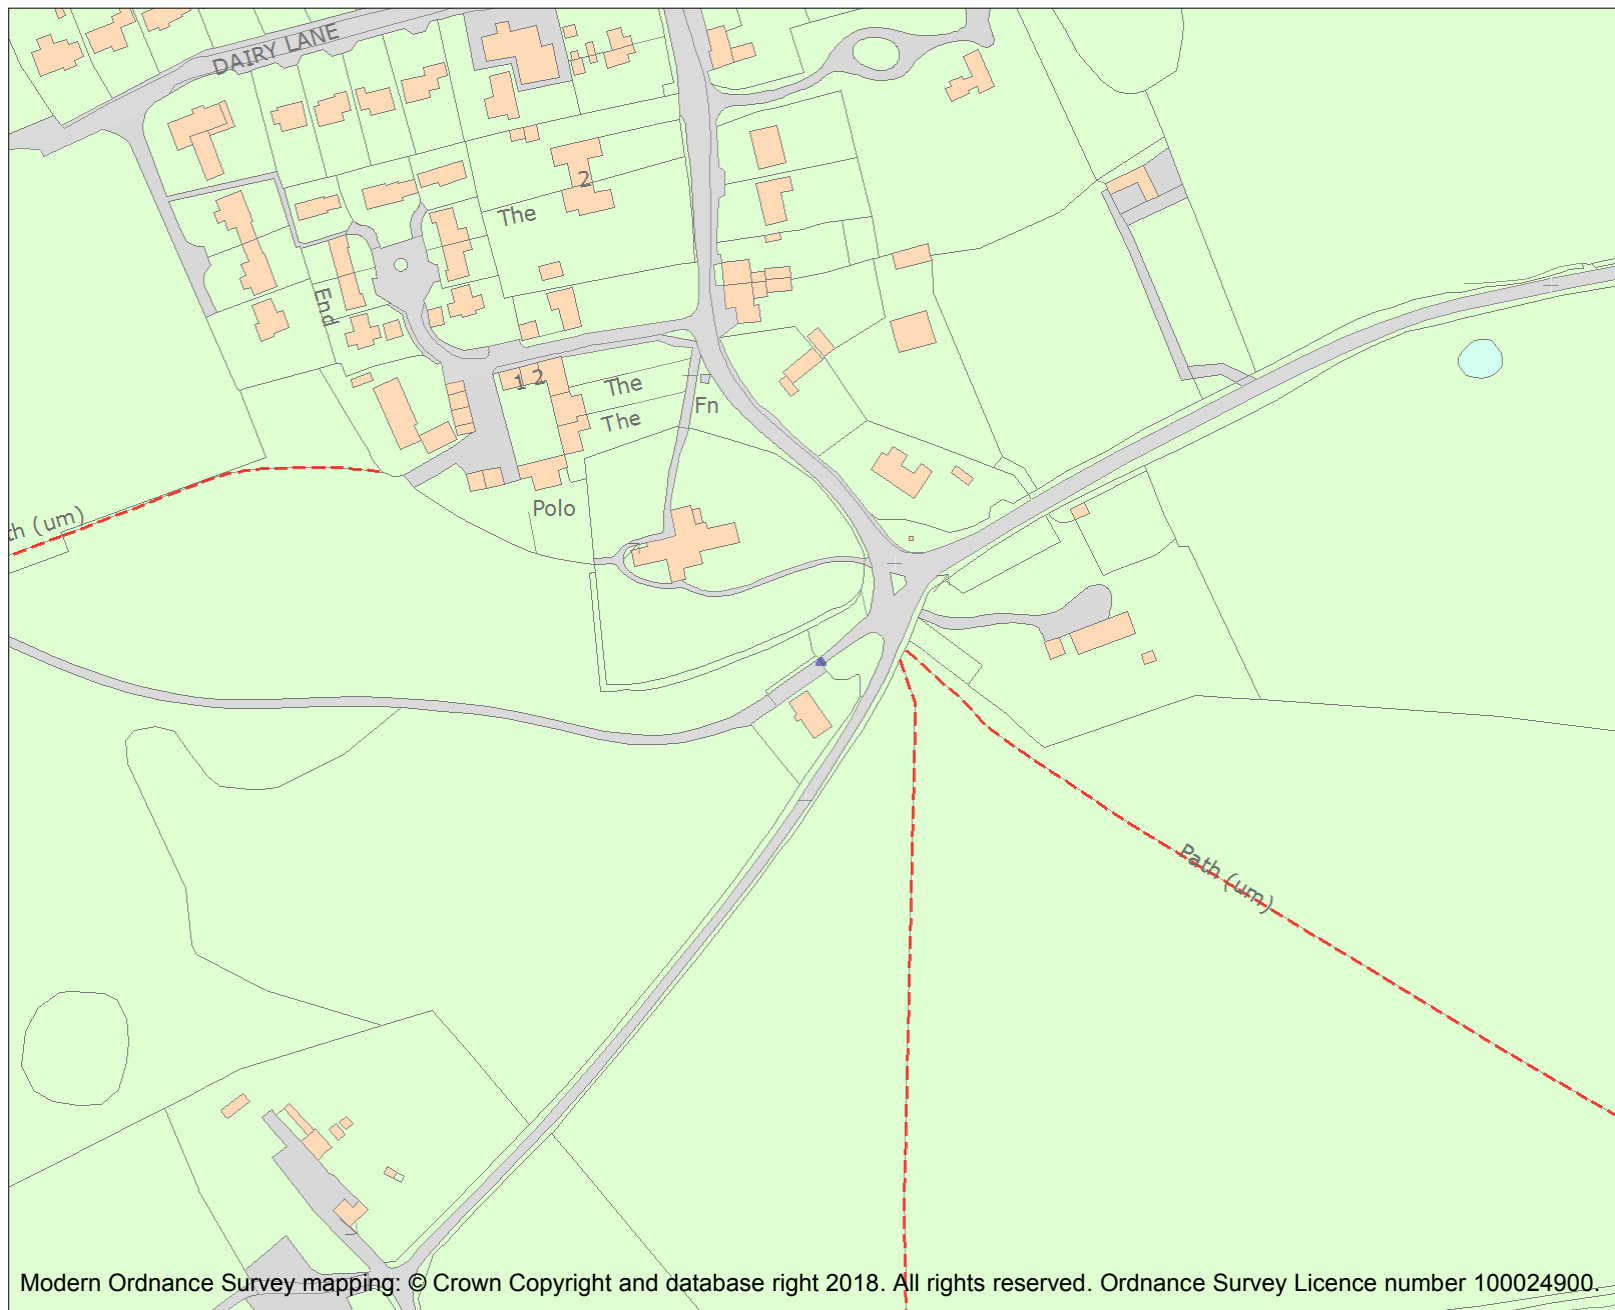 DAIRY LANE
2
The
End
1 2
The
The
Fn
Polo
th (um)
Path (um)
Modern Ordnance Survey mapping: © Crown Copyright and database right 2018. All rights reserved. Ordnance Survey Licence number 100024900.